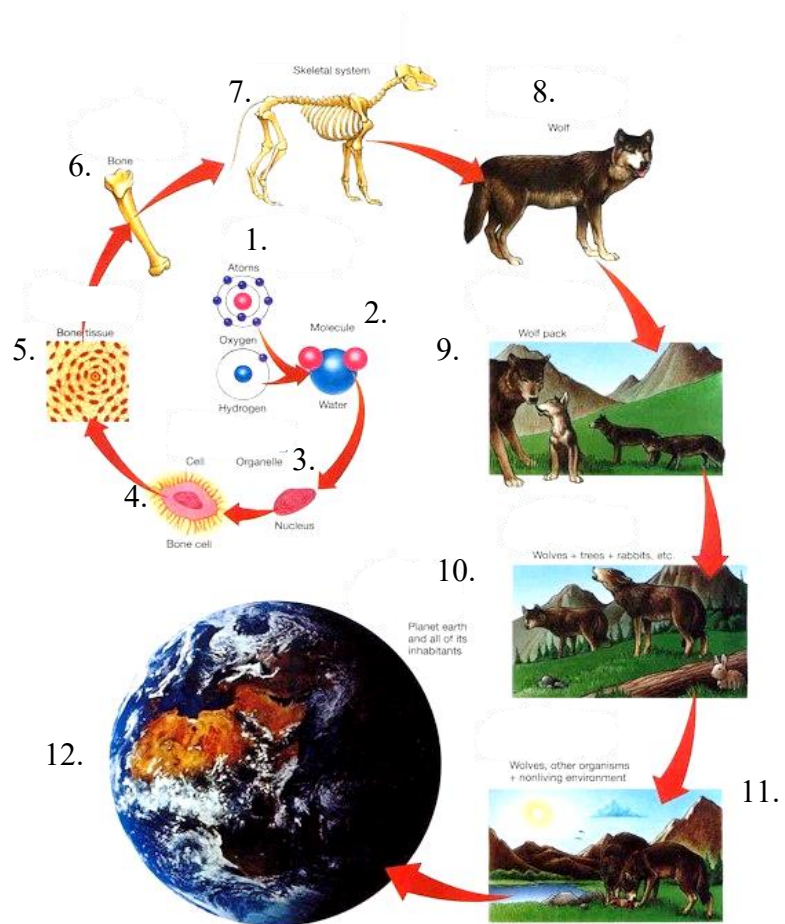 Skeletal system
7.
8.
Wolf
6.
Bone
1.
Atoms
Oxygen
Hydrogen
2.
Molecule
Water
5.
Bone tissue
3.
Cell
Organelle
4.
Nucleus
Bone cell
Wolf pack
9.
Wolves + trees + rabbits, etc.
10.
Planet earth
and all of its
inhabitants
12.
Wolves, other organisms
+ nonliving environment
11.